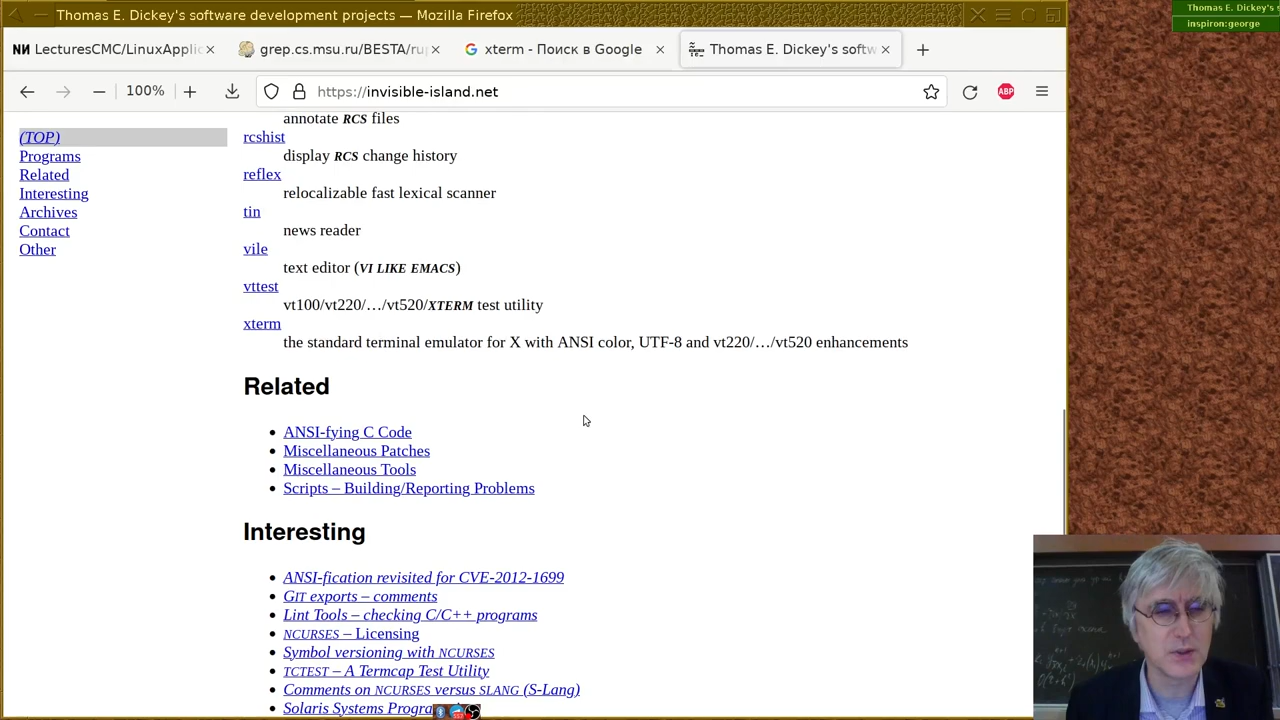 Thomas E. Dickey's software development projects — Mozilla Firefox
Thomas E. Dickey's s
inspiron:george
LecturesCMC/LinuxApplic
grep.cs.msu.ru/BESTA/ru
xterm - Поиск в Google
Thomas E. Dickey's softw
100%
https://invisible-island.net
ABP
(TOP)
Programs
Related
Interesting
Archives
Contact
Other
annotate RCS files
rcshist
display RCS change history
reflex
relocalizable fast lexical scanner
tin
news reader
vile
text editor (VI LIKE EMACS)
vttest
vt100/vt220/…/vt520/XTERM test utility
xterm
the standard terminal emulator for X with ANSI color, UTF-8 and vt220/…/vt520 enhancements
Related
ANSI-fying C Code
Miscellaneous Patches
Miscellaneous Tools
Scripts – Building/Reporting Problems
Interesting
ANSI-fication revisited for CVE-2012-1699
GIT exports – comments
Lint Tools – checking C/C++ programs
NCURSES – Licensing
Symbol versioning with NCURSES
TCTEST – A Termcap Test Utility
Comments on NCURSES versus SLANG (S-Lang)
Solaris Systems Progra